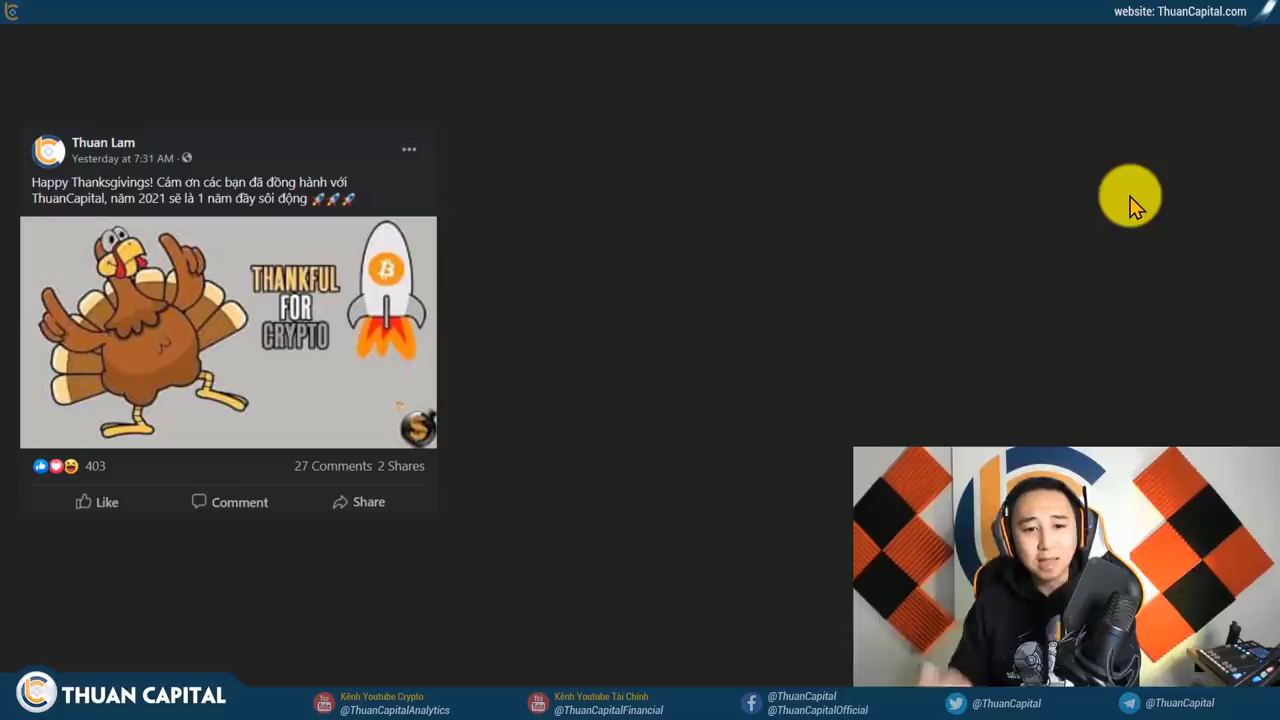 website: ThuanCapital.com
Thuan Lam
Yesterday at 7:31 AM ·
Happy Thanksgivings! Cám ơn các bạn đã đồng hành với
ThuanCapital, năm 2021 sẽ là 1 năm đầy sôi động 🚀🚀🚀
THANKFUL
FOR
CRYPTO
403
27 Comments 2 Shares
Like
Comment
Share
THUAN CAPITAL
Kênh Youtube Crypto
@ThuanCapitalAnalytics
Kênh Youtube Tài Chính
@ThuanCapitalFinancial
@ThuanCapital
@ThuanCapitalOfficial
@ThuanCapital
@ThuanCapital